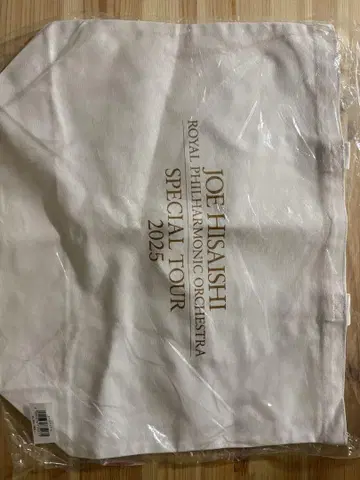 JOE HISAISHI
ROYAL PHILHARMONIC ORCHESTRA
SPECIAL TOUR
2025